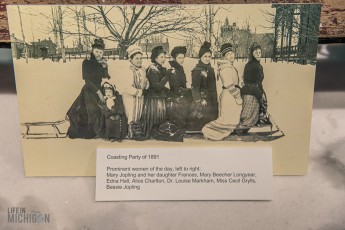 Coasting Party of 1891
Prominent women of the day, left to right:
Mary Jopling and her daughter Frances, Mary Beecher Longyear,
Edna Hall, Alice Charlton, Dr. Louise Markham, Miss Cecil Grylls,
Bessie Jopling
LIFE IN
MICHIGAN